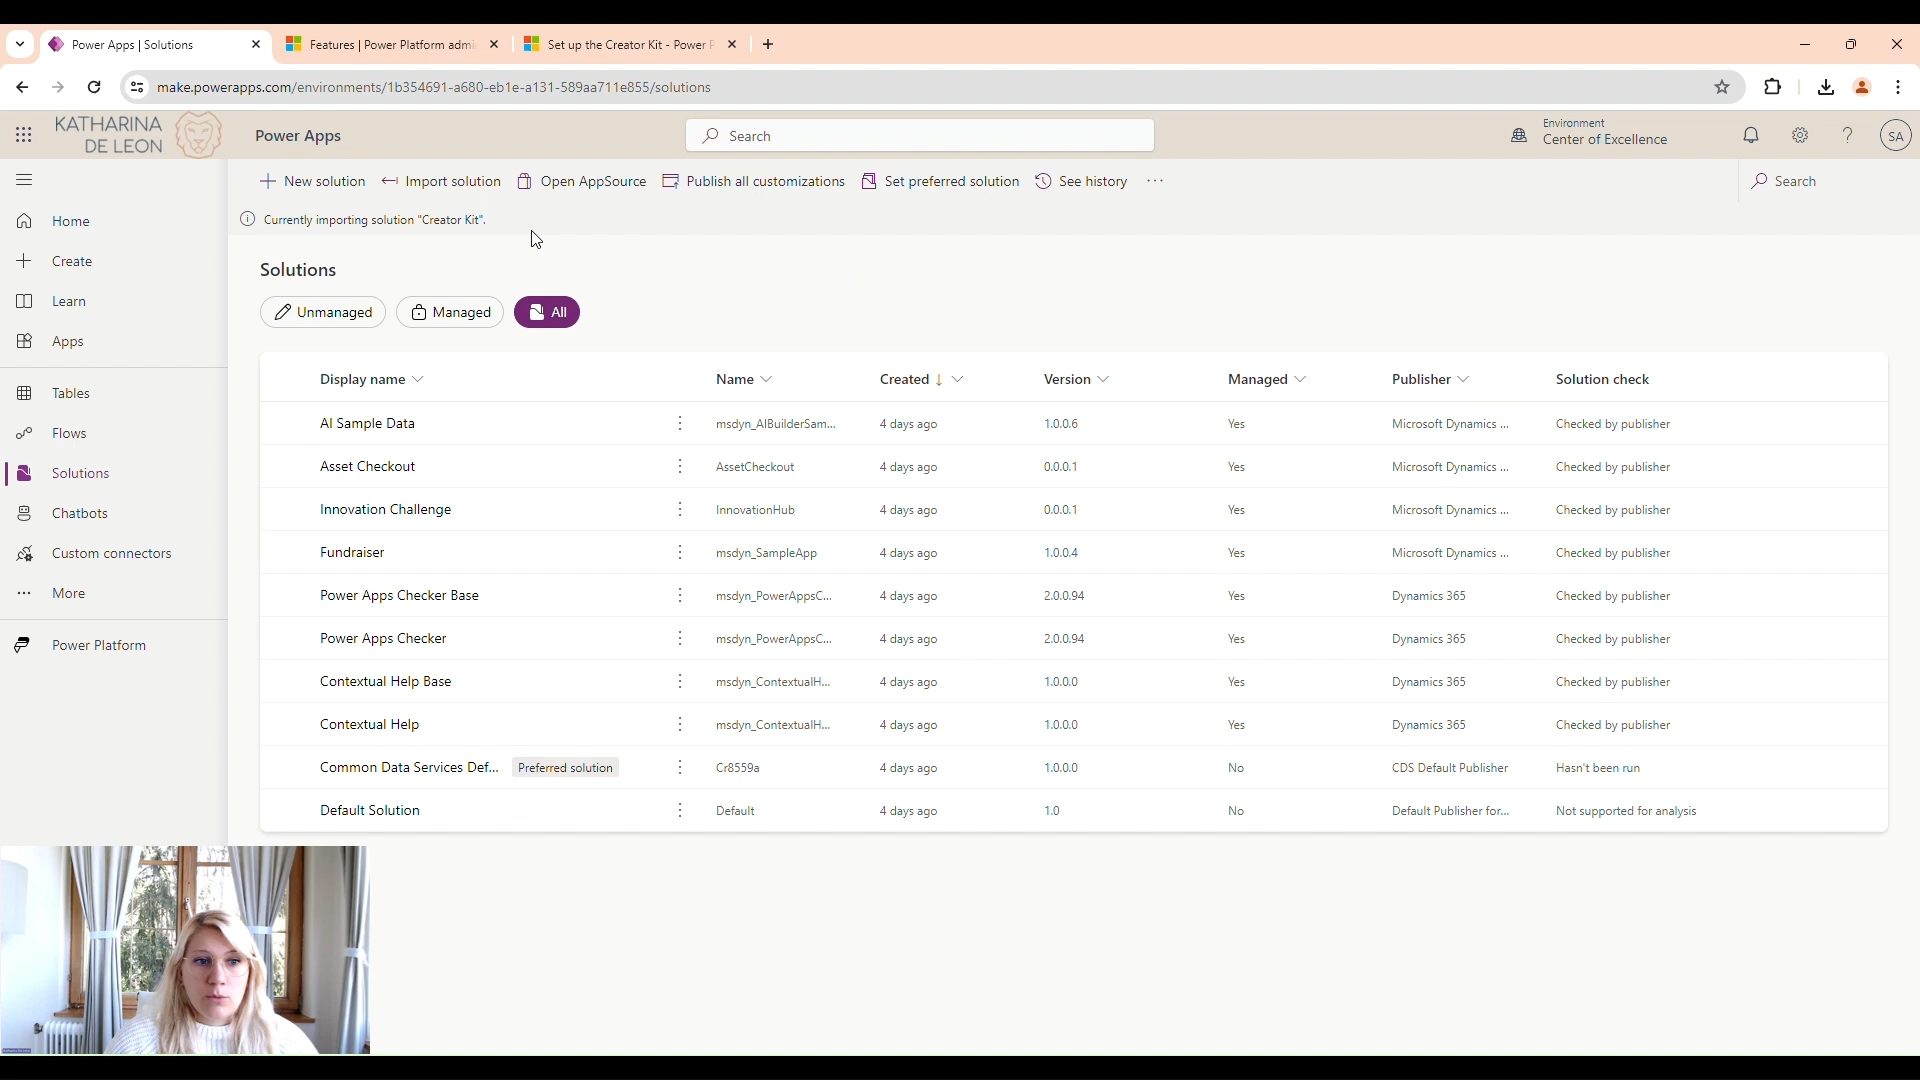 Power Apps | Solutions
Features | Power Platform admi
Set up the Creator Kit - Power P
make.powerapps.com/environments/1b354691-a680-eb1e-a131-589aa711e855/solutions
KATHARINA
DE LEON
Power Apps
Search
Environment
Center of Excellence
SA
New solution
Import solution
Open AppSource
Publish all customizations
Set preferred solution
See history
Search
Currently importing solution "Creator Kit".
Home
Create
Learn
Apps
Tables
Flows
Solutions
Chatbots
Custom connectors
More
Power Platform
Solutions
Unmanaged
Managed
All
Display name Name Created Version Managed Publisher Solution check
AI Sample Data msdyn_AIBuilderSam... 4 days ago 1.0.0.6 Yes Microsoft Dynamics ... Checked by publisher
Asset Checkout AssetCheckout 4 days ago 0.0.0.1 Yes Microsoft Dynamics ... Checked by publisher
Innovation Challenge InnovationHub 4 days ago 0.0.0.1 Yes Microsoft Dynamics ... Checked by publisher
Fundraiser msdyn_SampleApp 4 days ago 1.0.0.4 Yes Microsoft Dynamics ... Checked by publisher
Power Apps Checker Base msdyn_PowerAppsC... 4 days ago 2.0.0.94 Yes Dynamics 365 Checked by publisher
Power Apps Checker msdyn_PowerAppsC... 4 days ago 2.0.0.94 Yes Dynamics 365 Checked by publisher
Contextual Help Base msdyn_ContextualH... 4 days ago 1.0.0.0 Yes Dynamics 365 Checked by publisher
Contextual Help msdyn_ContextualH... 4 days ago 1.0.0.0 Yes Dynamics 365 Checked by publisher
Common Data Services Def... Preferred solution Cr8559a 4 days ago 1.0.0.0 No CDS Default Publisher Hasn't been run
Default Solution Default 4 days ago 1.0 No Default Publisher for... Not supported for analysis